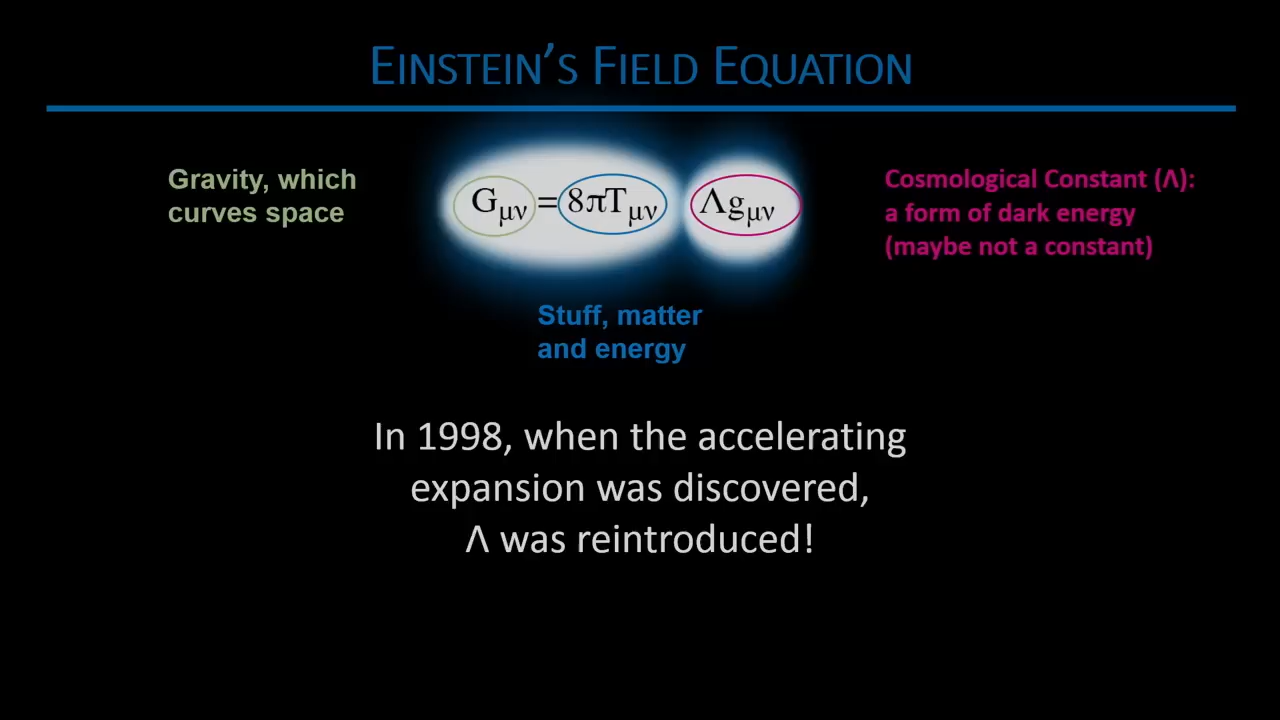 EINSTEIN'S FIELD EQUATION
Gravity, which
curves space
Gμν=8πTμν Λgμν
Cosmological Constant (Λ):
a form of dark energy
(maybe not a constant)
Stuff, matter
and energy
In 1998, when the accelerating
expansion was discovered,
Λ was reintroduced!